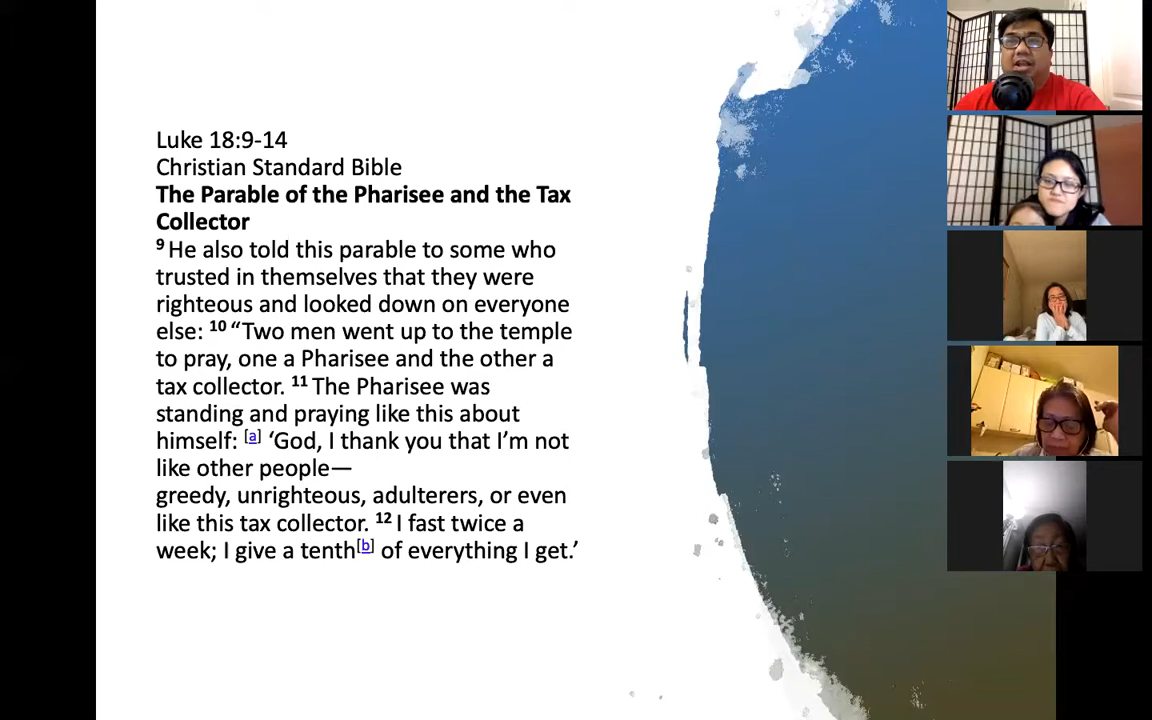 Luke 18:9-14
Christian Standard Bible
The Parable of the Pharisee and the Tax
Collector
9 He also told this parable to some who
trusted in themselves that they were
righteous and looked down on everyone
else: 10 “Two men went up to the temple
to pray, one a Pharisee and the other a
tax collector. 11 The Pharisee was
standing and praying like this about
himself: [a] ‘God, I thank you that I’m not
like other people—
greedy, unrighteous, adulterers, or even
like this tax collector. 12 I fast twice a
week; I give a tenth[b] of everything I get.’